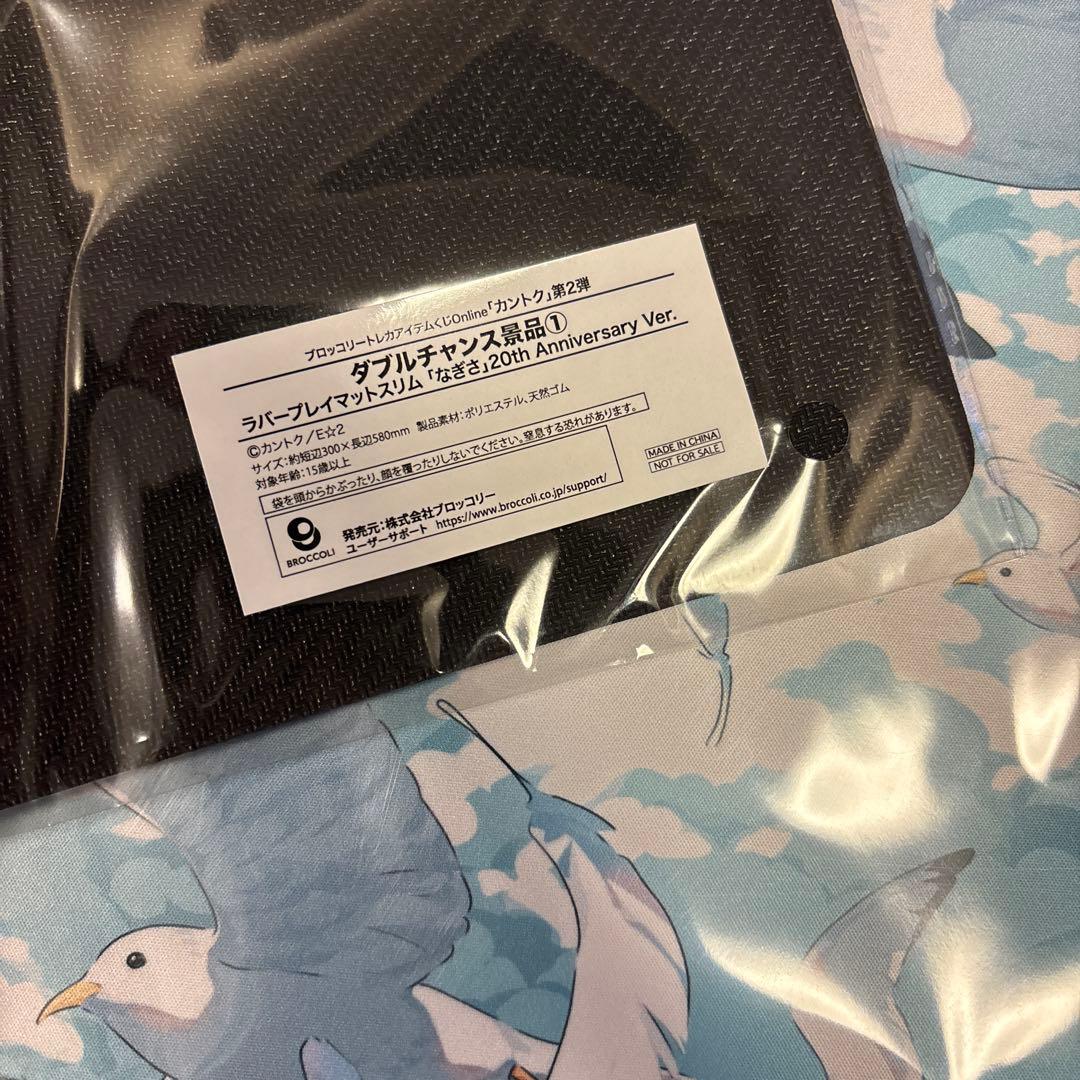 ブロッコリートレカアイテムくじOnline「カントク」第2弾
ダブルチャンス景品①
ラバープレイマットスリム 「なぎさ」20th Anniversary Ver.
©カントク／E☆2
サイズ：約短辺300×長辺580mm 製品素材：ポリエステル、天然ゴム
対象年齢：15歳以上
袋を頭からかぶったり、顔を覆ったりしないでください。窒息する恐れがあります。
MADE IN CHINA
NOT FOR SALE
BROCCOLI
発売元：株式会社ブロッコリー
ユーザーサポート https://www.broccoli.co.jp/support/